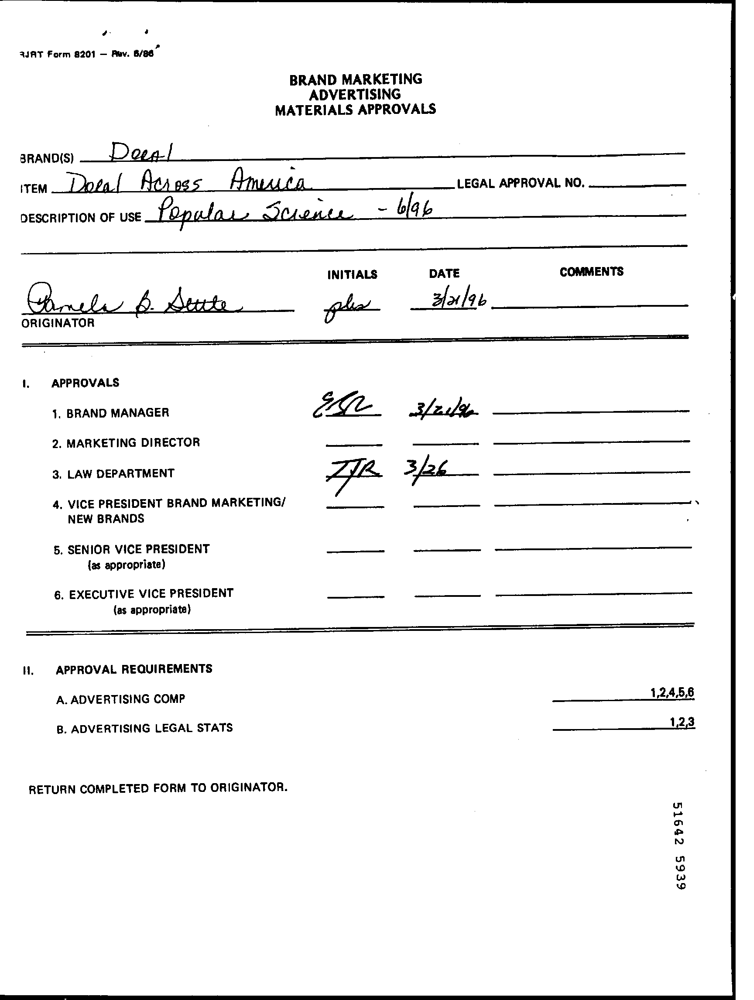 RJRT Form 8201 — Rev. 6/86
BRAND MARKETING
ADVERTISING
MATERIALS APPROVALS
BRAND(S) Doral
ITEM Doral Across America LEGAL APPROVAL NO.
DESCRIPTION OF USE Popular Science - 6/96
INITIALS DATE COMMENTS
Pamela B. 3/21/96
ORIGINATOR
I. APPROVALS
1. BRAND MANAGER 3/21/96
2. MARKETING DIRECTOR
3. LAW DEPARTMENT 3/26
4. VICE PRESIDENT BRAND MARKETING/
NEW BRANDS
5. SENIOR VICE PRESIDENT
(as appropriate)
6. EXECUTIVE VICE PRESIDENT
(as appropriate)
II. APPROVAL REQUIREMENTS
A. ADVERTISING COMP 1,2,4,5,6
B. ADVERTISING LEGAL STATS 1,2,3
RETURN COMPLETED FORM TO ORIGINATOR.
51642 5939